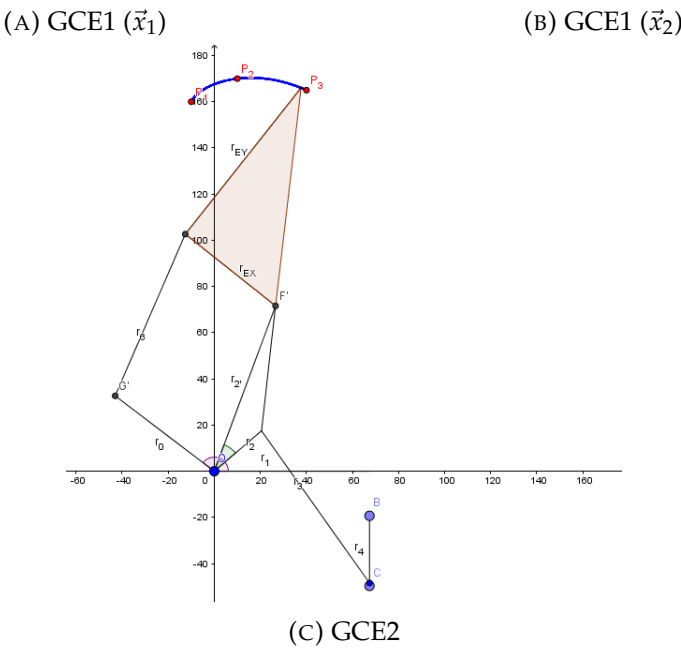 (A) GCE1 (x⃗₁) (B) GCE1 (x⃗₂)
180
P₁ P₂ P₃
160
r_EY
140
120
100
r_EX
80
F'
r₆
60
r₂'
40
G'
20
r₀ r₂
O r₁
-60 -40 -20 0 20 40 60 80 100 120 140 160
r₃
B
-20
r₄
-40
C
(C) GCE2